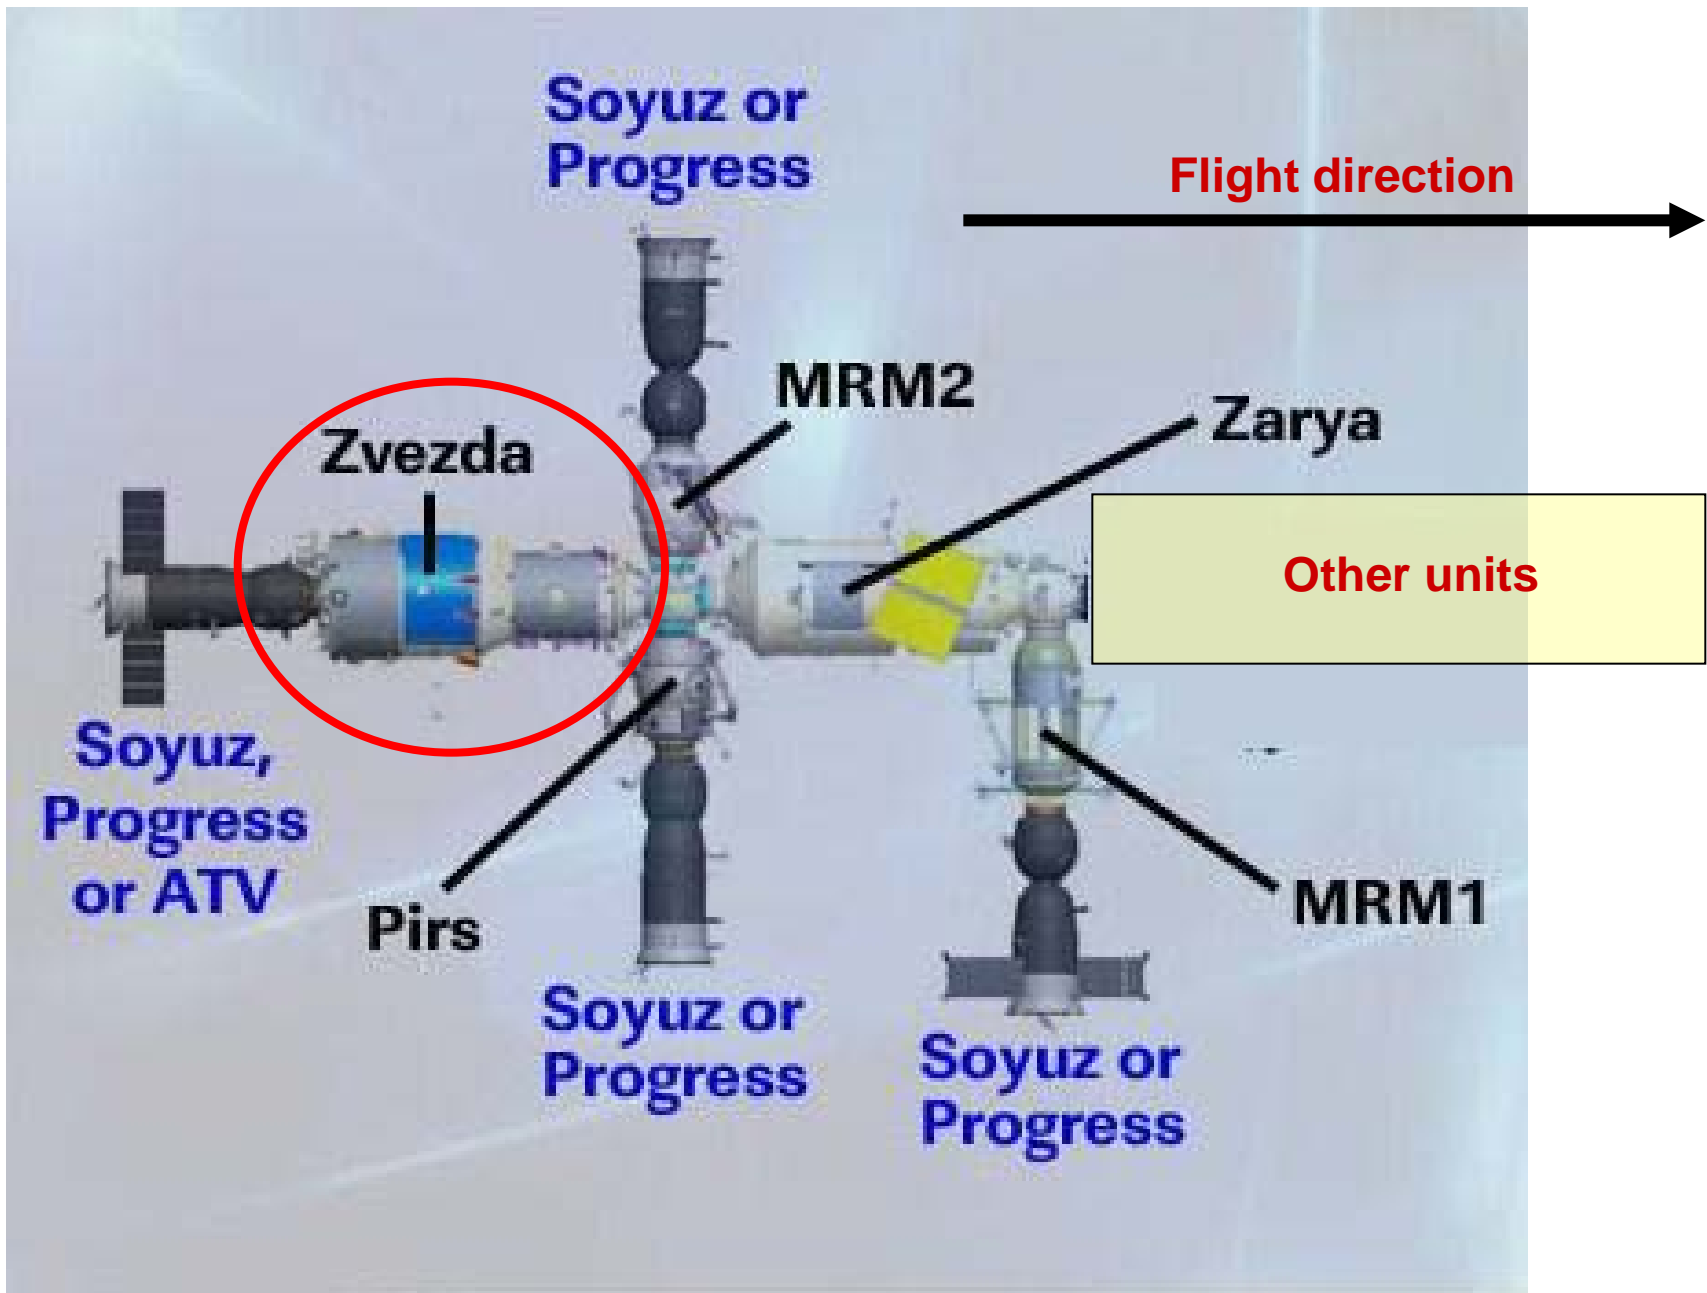 Soyuz or
Progress
Flight direction
MRM2
Zarya
Zvezda
Other units
Soyuz,
Progress
or ATV
Pirs
MRM1
Soyuz or
Progress
Soyuz or
Progress